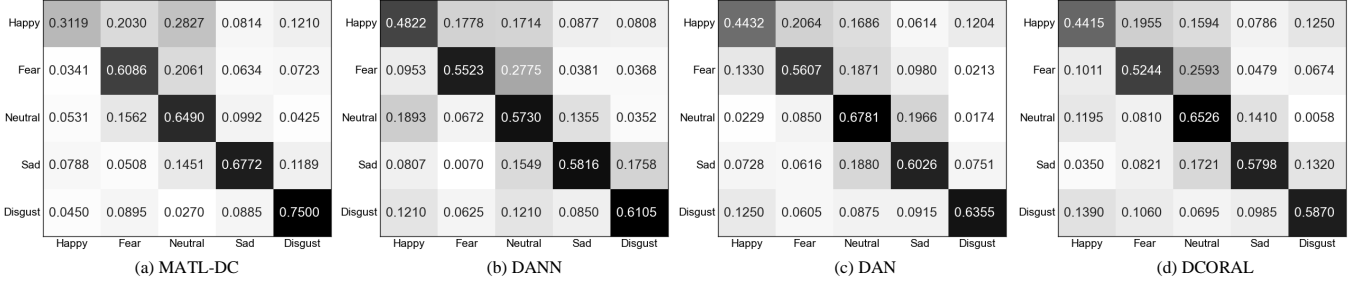 Happy 0.3119 0.2030 0.2827 0.0814 0.1210
Fear 0.0341 0.6086 0.2061 0.0634 0.0723
Neutral 0.0531 0.1562 0.6490 0.0992 0.0425
Sad 0.0788 0.0508 0.1451 0.6772 0.1189
Disgust 0.0450 0.0895 0.0270 0.0885 0.7500
Happy Fear Neutral Sad Disgust
(a) MATL-DC
Happy 0.4822 0.1778 0.1714 0.0877 0.0808
Fear 0.0953 0.5523 0.2775 0.0381 0.0368
Neutral 0.1893 0.0672 0.5730 0.1355 0.0352
Sad 0.0807 0.0070 0.1549 0.5816 0.1758
Disgust 0.1210 0.0625 0.1210 0.0850 0.6105
Happy Fear Neutral Sad Disgust
(b) DANN
Happy 0.4432 0.2064 0.1686 0.0614 0.1204
Fear 0.1330 0.5607 0.1871 0.0980 0.0213
Neutral 0.0229 0.0850 0.6781 0.1966 0.0174
Sad 0.0728 0.0616 0.1880 0.6026 0.0751
Disgust 0.1250 0.0605 0.0875 0.0915 0.6355
Happy Fear Neutral Sad Disgust
(c) DAN
Happy 0.4415 0.1955 0.1594 0.0786 0.1250
Fear 0.1011 0.5244 0.2593 0.0479 0.0674
Neutral 0.1195 0.0810 0.6526 0.1410 0.0058
Sad 0.0350 0.0821 0.1721 0.5798 0.1320
Disgust 0.1390 0.1060 0.0695 0.0985 0.5870
Happy Fear Neutral Sad Disgust
(d) DCORAL